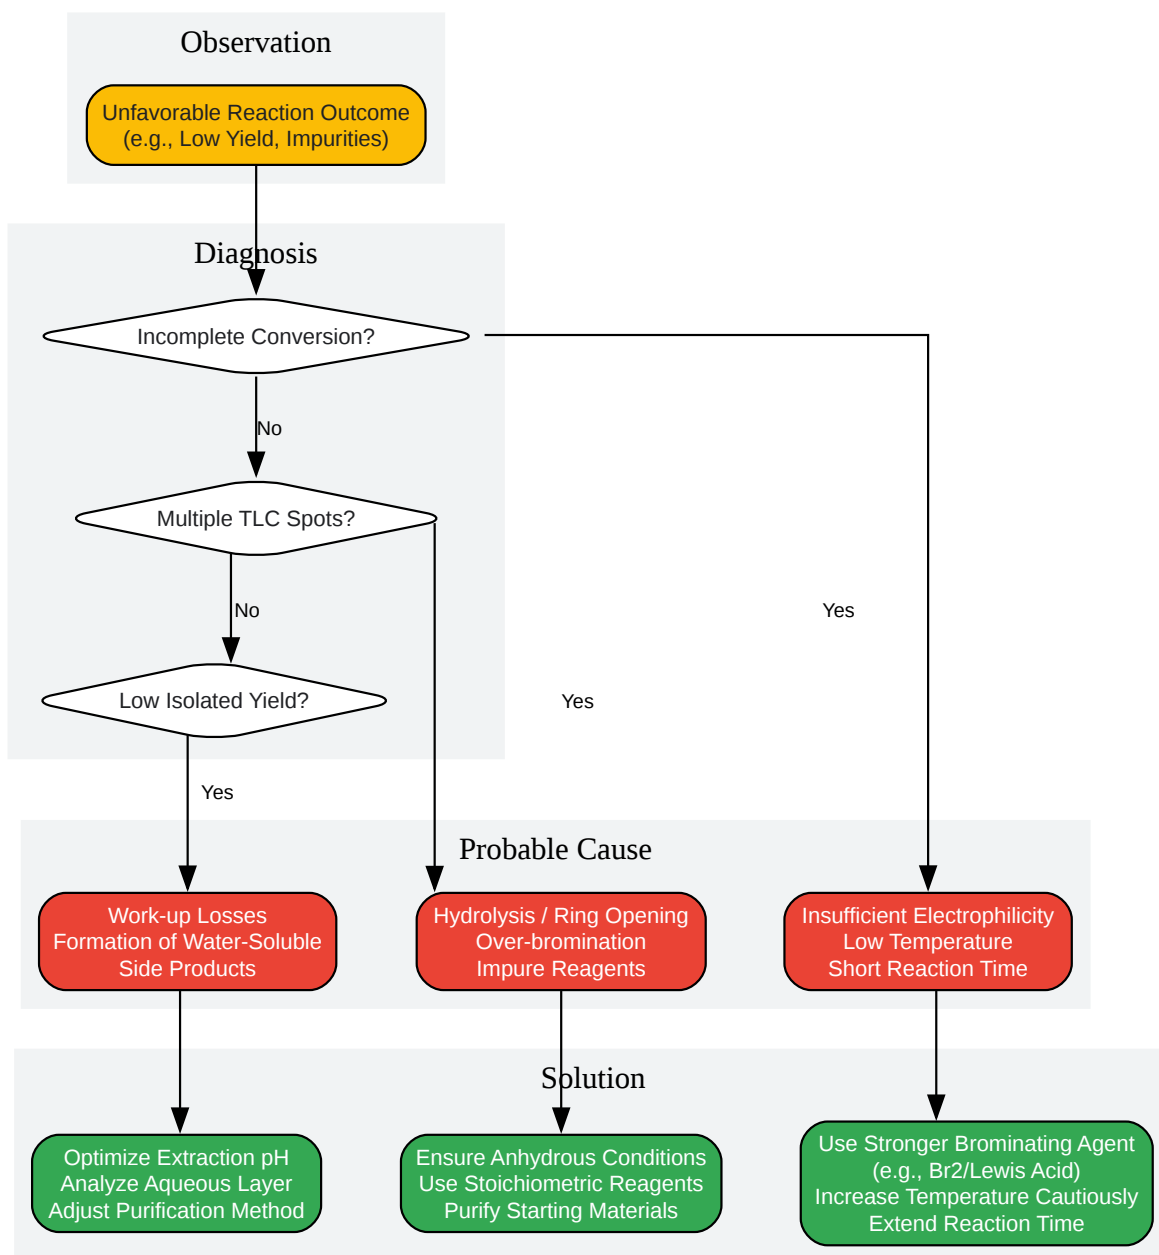 Observation
Unfavorable Reaction Outcome
(e.g., Low Yield, Impurities)
Diagnosis
Incomplete Conversion?
No
Multiple TLC Spots?
No
Yes
Low Isolated Yield?
Yes
Yes
Probable Cause
Work-up Losses
Formation of Water-Soluble
Side Products
Hydrolysis / Ring Opening
Over-bromination
Impure Reagents
Insufficient Electrophilicity
Low Temperature
Short Reaction Time
Solution
Optimize Extraction pH
Analyze Aqueous Layer
Adjust Purification Method
Ensure Anhydrous Conditions
Use Stoichiometric Reagents
Purify Starting Materials
Use Stronger Brominating Agent
(e.g., Br2/Lewis Acid)
Increase Temperature Cautiously
Extend Reaction Time